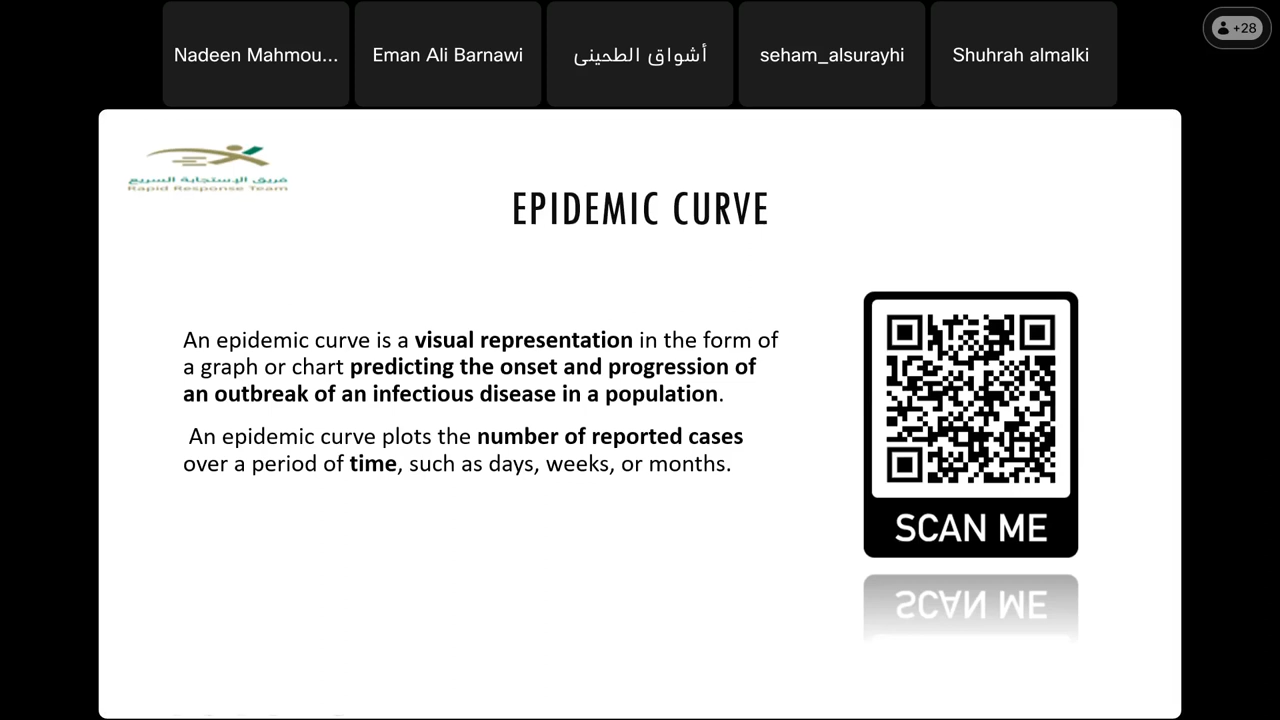 Nadeen Mahmou...
Eman Ali Barnawi
أشواق الطحيني
seham_alsurayhi
Shuhrah almalki
+28
فريق الإستجابة السريع
Rapid Response Team
EPIDEMIC CURVE
An epidemic curve is a visual representation in the form of
a graph or chart predicting the onset and progression of
an outbreak of an infectious disease in a population.
An epidemic curve plots the number of reported cases
over a period of time, such as days, weeks, or months.
SCAN ME
SCAN ME